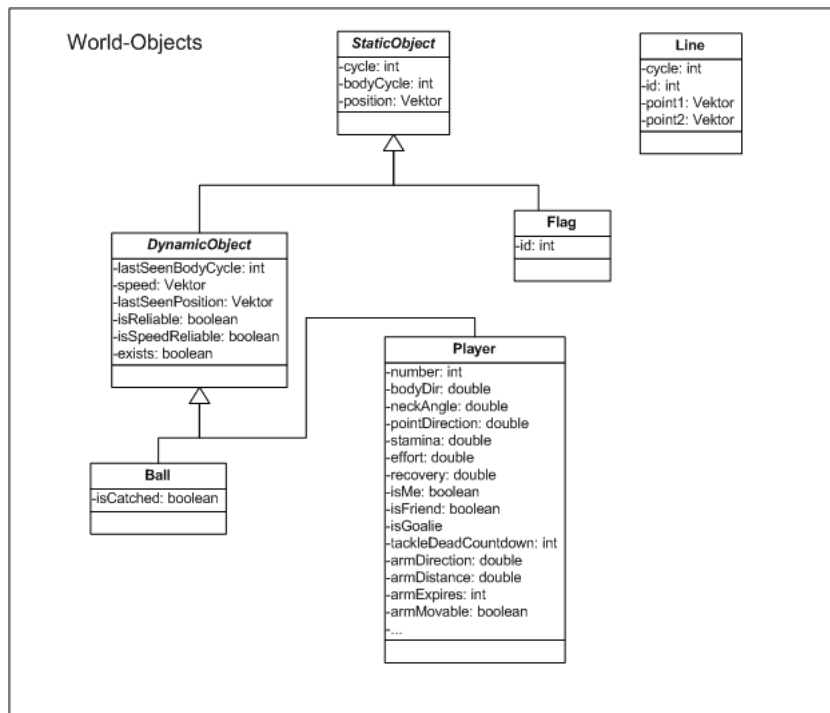 World-Objects
StaticObject
-cycle: int
-bodyCycle: int
-position: Vektor
Line
-cycle: int
-id: int
-point1: Vektor
-point2: Vektor
DynamicObject
-lastSeenBodyCycle: int
-speed: Vektor
-lastSeenPosition: Vektor
-isReliable: boolean
-isSpeedReliable: boolean
-exists: boolean
Flag
-id: int
Player
-number: int
-bodyDir: double
-neckAngle: double
-pointDirection: double
-stamina: double
-effort: double
-recovery: double
-isMe: boolean
-isFriend: boolean
-isGoalie
-tackleDeadCountdown: int
-armDirection: double
-armDistance: double
-armExpires: int
-armMovable: boolean
-...
Ball
-isCatched: boolean